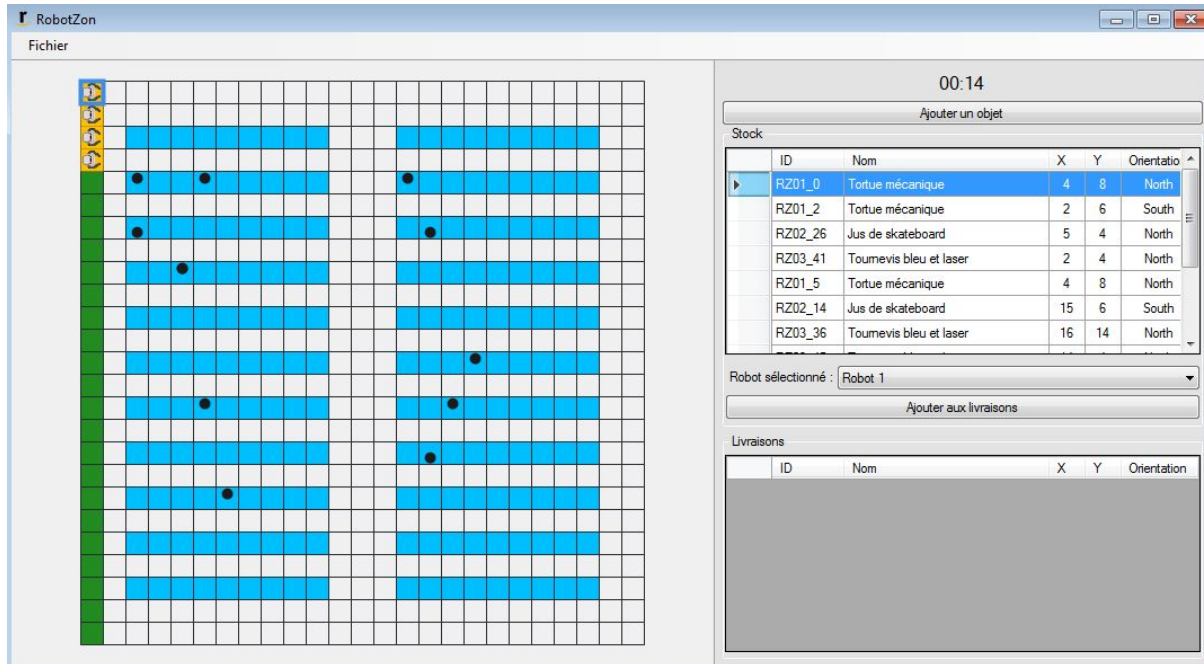 r RobotZon
Fichier
00:14
Ajouter un objet
Stock
ID Nom X Y Orientatio
RZ01_0 Tortue mécanique 4 8 North
RZ01_2 Tortue mécanique 2 6 South
RZ02_26 Jus de skateboard 5 4 North
RZ03_41 Tournevis bleu et laser 2 4 North
RZ01_5 Tortue mécanique 4 8 North
RZ02_14 Jus de skateboard 15 6 South
RZ03_36 Tournevis bleu et laser 16 14 North
Robot sélectionné : Robot 1
Ajouter aux livraisons
Livraisons
ID Nom X Y Orientation